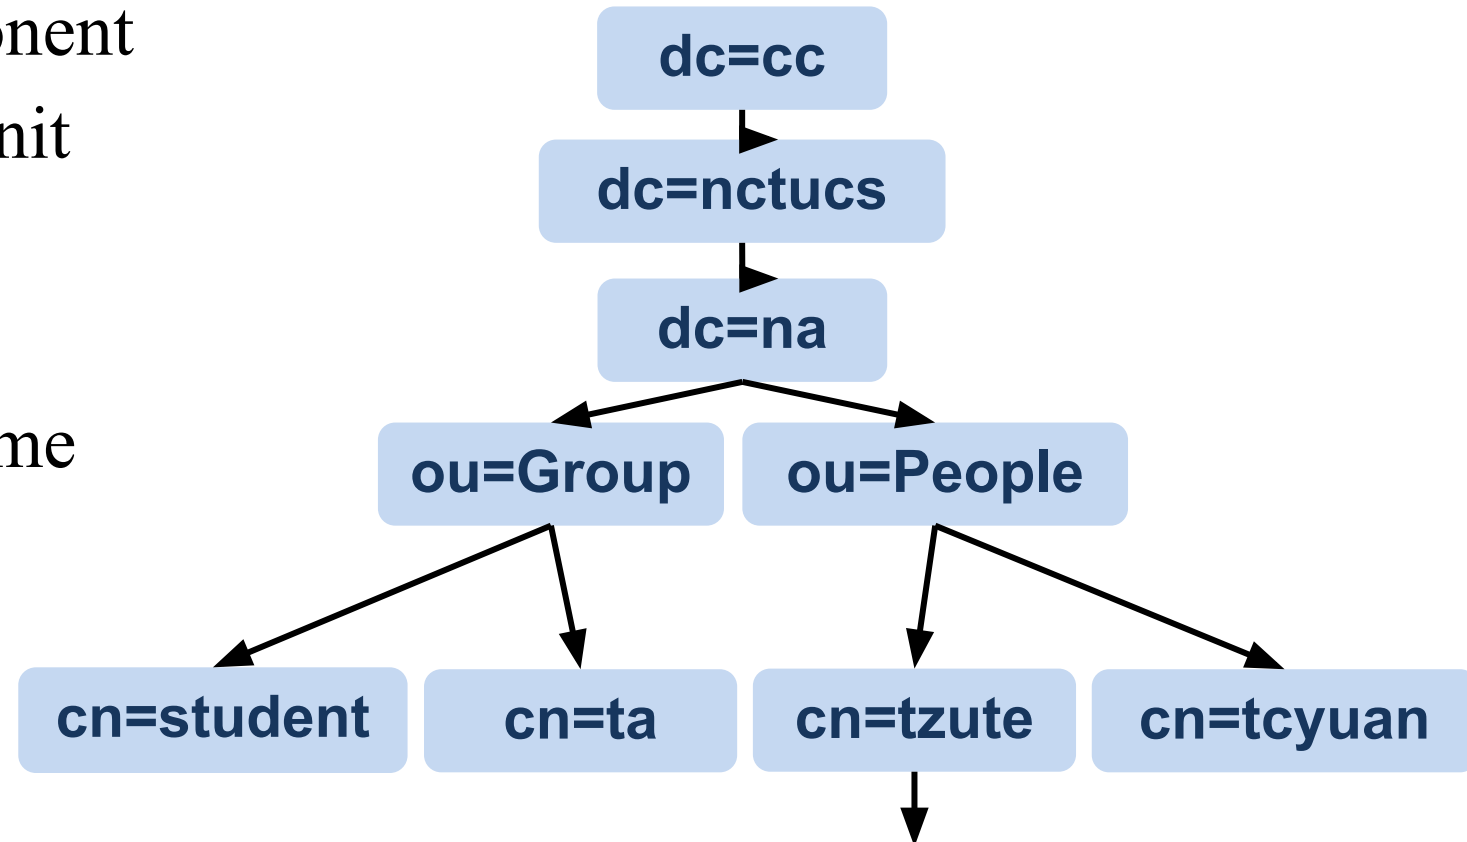 onent
nit
me
dc=cc
dc=nctucs
dc=na
ou=Group
ou=People
cn=student
cn=ta
cn=tzute
cn=tcyuan